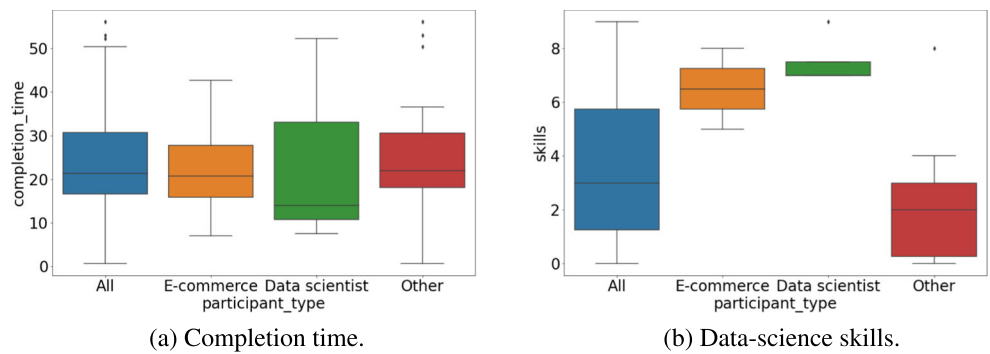 completion_time
50
40
30
20
10
0
All E-commerce Data scientist Other
participant_type
(a) Completion time.
skills
8
6
4
2
0
All E-commerce Data scientist Other
participant_type
(b) Data-science skills.